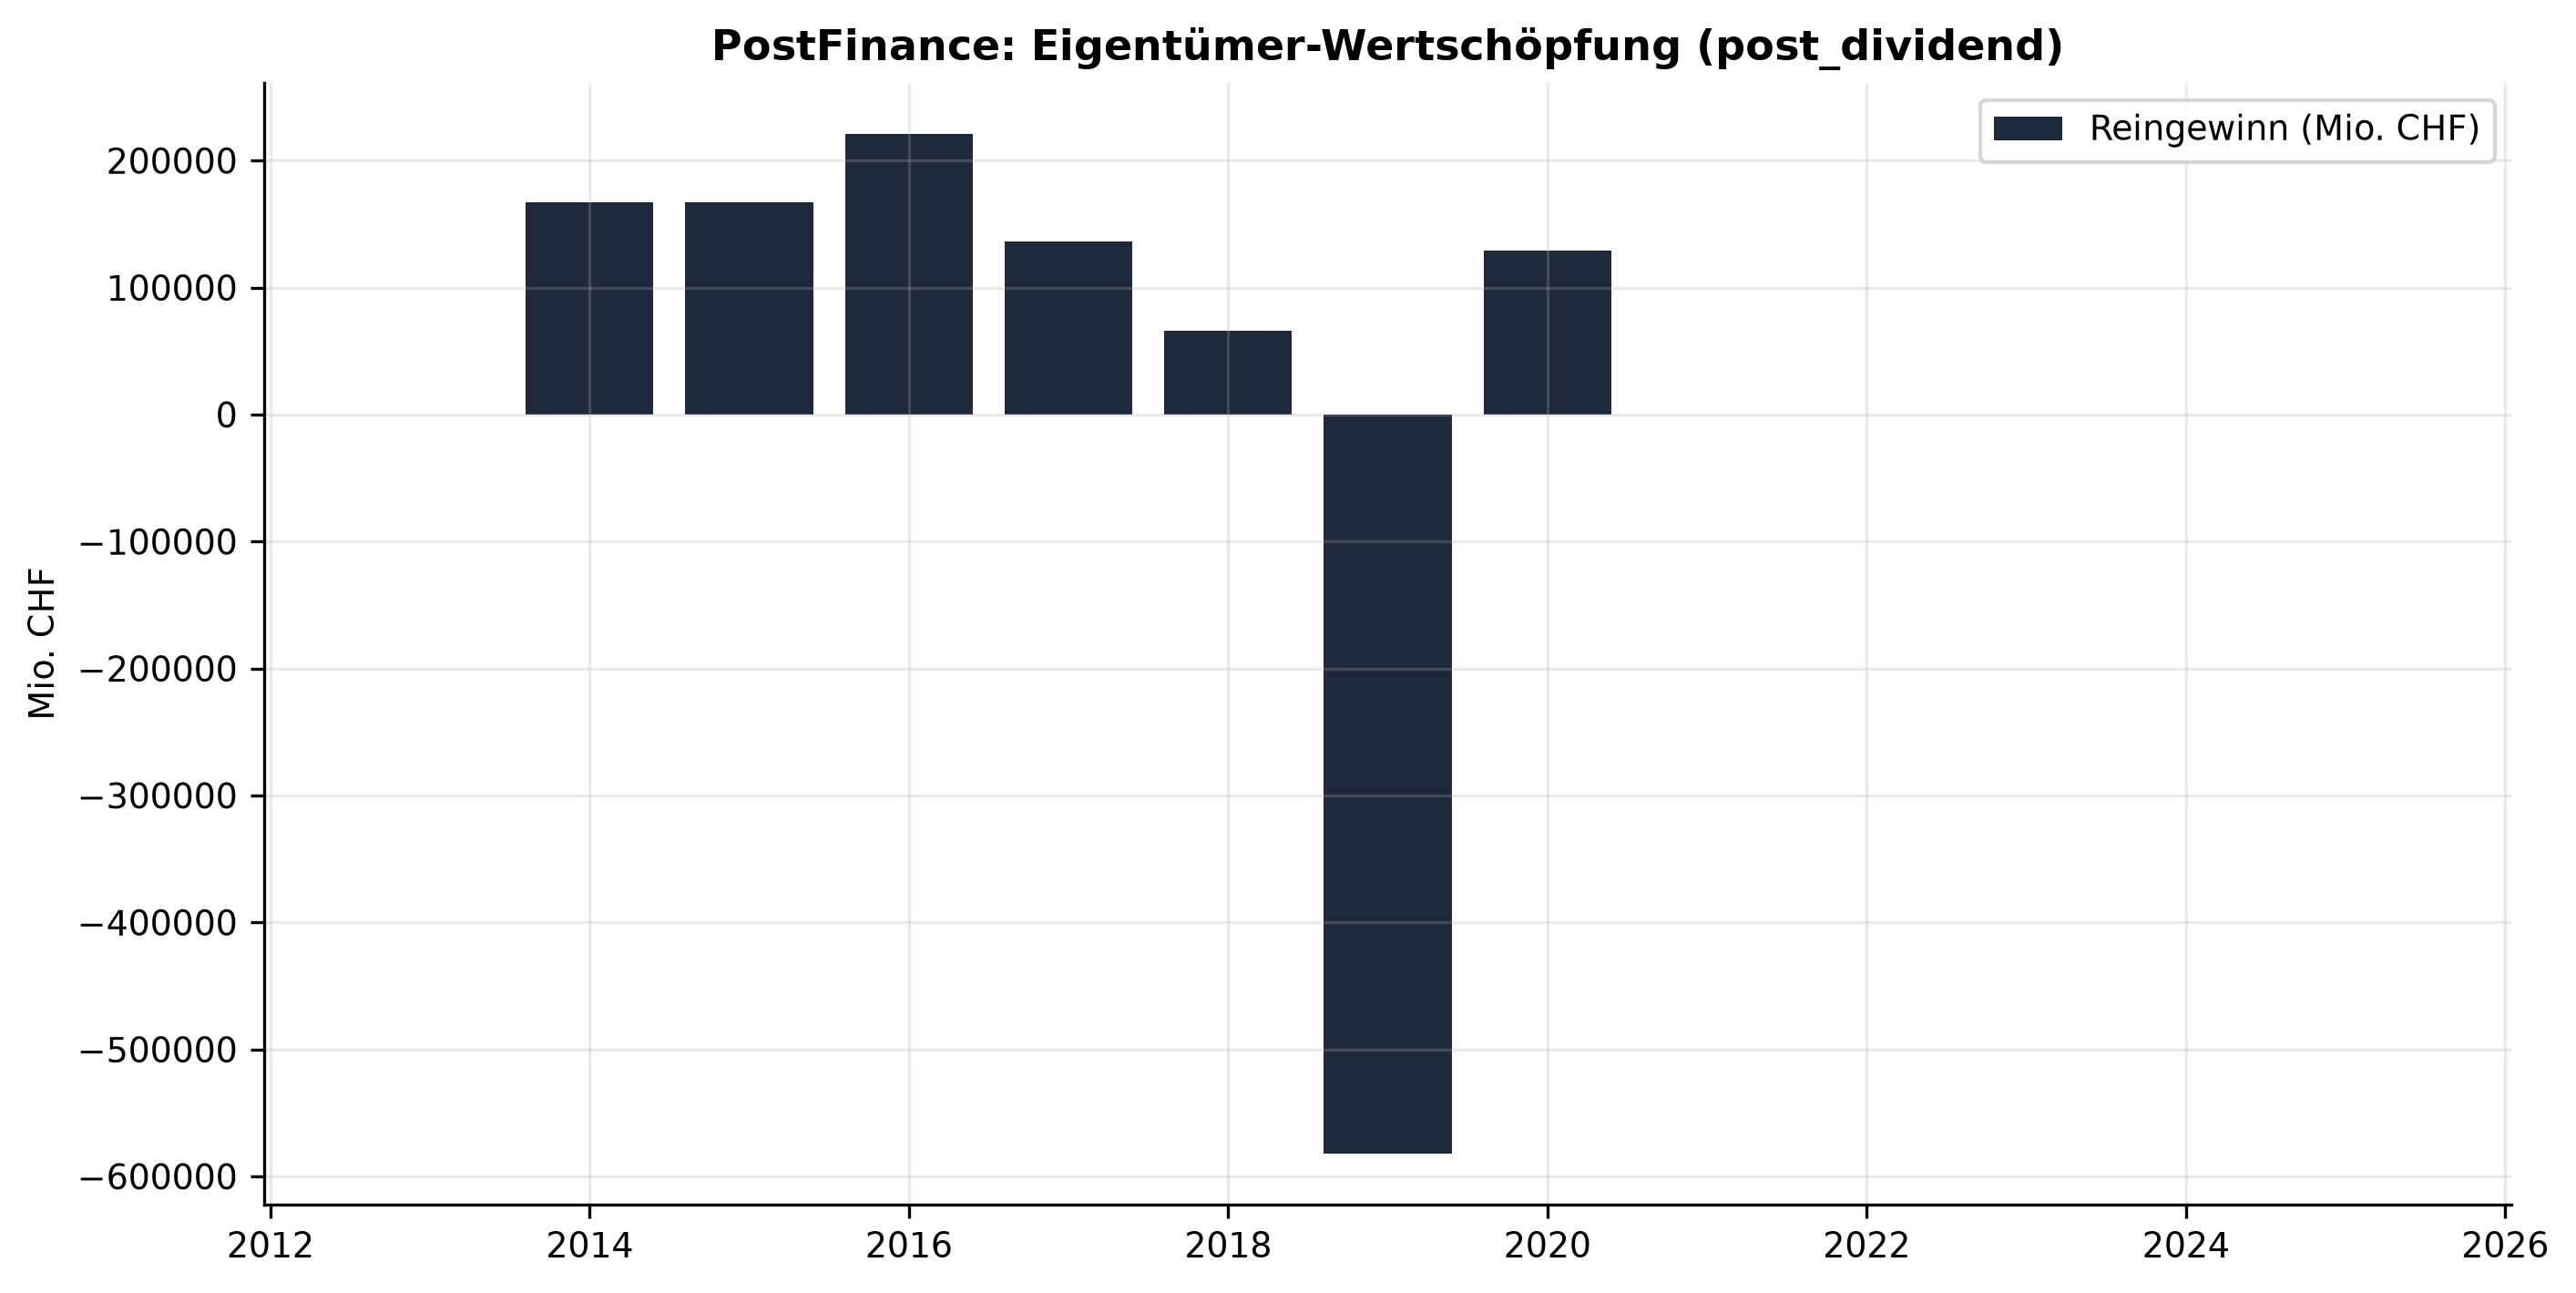 PostFinance: Eigentümer-Wertschöpfung (post_dividend)
Reingewinn (Mio. CHF)
Mio. CHF
200000
100000
0
−100000
−200000
−300000
−400000
−500000
−600000
2012 2014 2016 2018 2020 2022 2024 2026